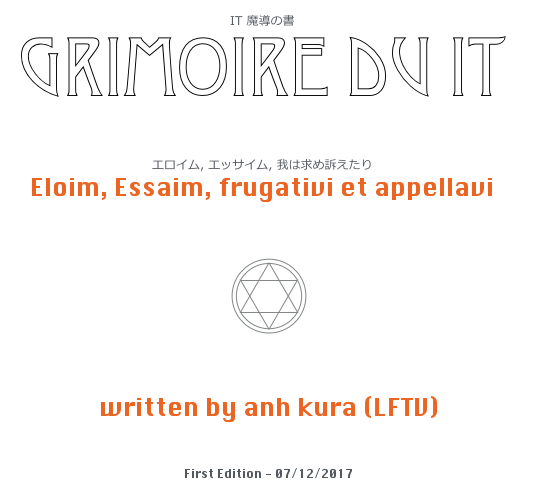 IT 魔導の書
GRIMOIRE DU IT
エロイム, エッサイム, 我は求め訴えたり
Eloim, Essaim, frugativi et appellavi
written by anh kura (LFTV)
First Edition - 07/12/2017